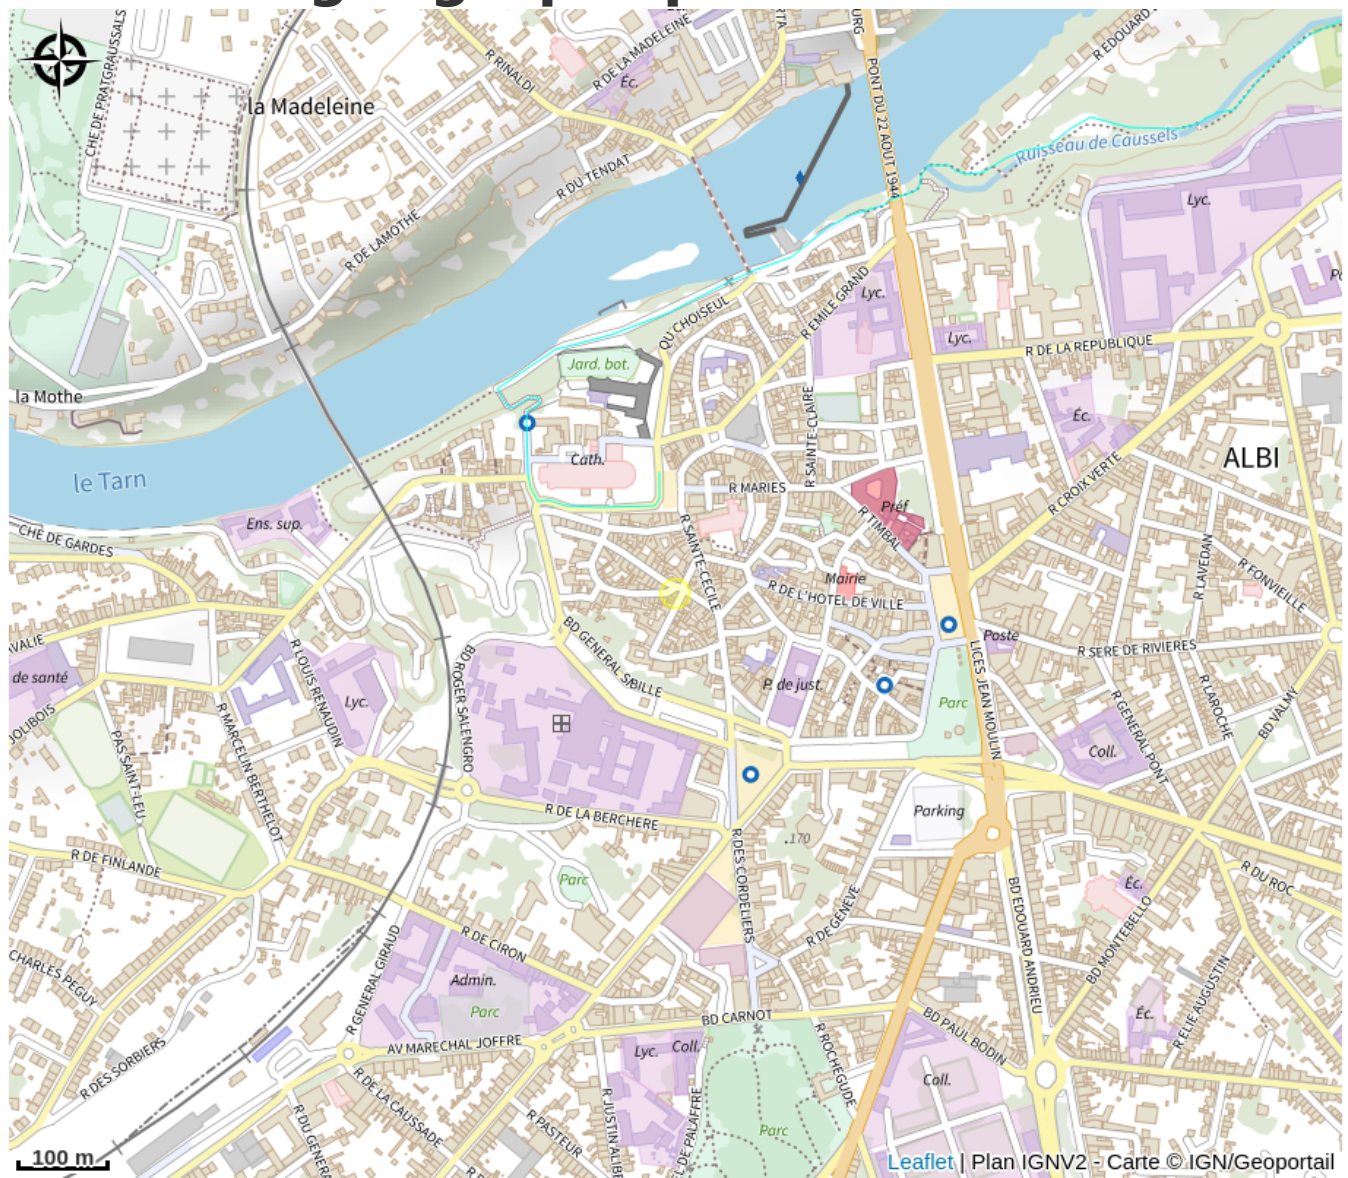 CHE DE PRATGRAUSSALS
la Madeleine
R RINALDI
R DE LA MADELEINE
Éc.
PONT DU 22 AOUT 1944
R EDOUARD
Ruisseau de Caussels
Lyc.
R DU TENDAT
R DE LAMOTHE
QU CHOISEUL
R EMILE GRAND
Lyc.
Lyc.
R DE LA REPUBLIQUE
Jard. bot.
la Mothe
R SAINTE-CLAIRE
Éc.
ALBI
le Tarn
Cath.
R MARIES
R CROIX VERTE
Préf
R TIMBAL
Ens. sup.
CHE DE GARDES
R SAINTE-CECILE
Mairie
R DE L'HOTEL DE VILLE
R LAVEDAN
R FONVIEILLE
Poste
R SERE DE RIVIERES
BD GENERAL SIBILLE
BD ROGER SALENGRO
LICES JEAN MOULIN
de santé
R LOUIS RENAUDIN
Lyc.
P. de just.
Parc
R GENERAL PONT
R LAROCHE
BD VALMY
JOLIBOIS
R MARCELIN BERTHELOT
PAS SAINT-LEU
Coll.
R DE LA BERCHERE
Parking
.170
R DES CORDELIERS
R DE FINLANDE
Parc
Éc.
R DU ROC
R DE GENEVE
BD EDOUARD ANDRIEU
BD MONTEBELLO
R DE CIRON
CHARLES PEGUY
R GENERAL GIRAUD
Admin.
Parc
R ELIE AUGUSTIN
BD CARNOT
BD PAUL BODIN
Éc.
AV MARECHAL JOFFRE
R DES SORBIERS
Lyc.
Coll.
R ROCHEGUDE
Coll.
R DE LA CAUSSADE
R PASTEUR
Parc
100 m
Leaflet | Plan IGNV2 - Carte © IGN/Geoportail